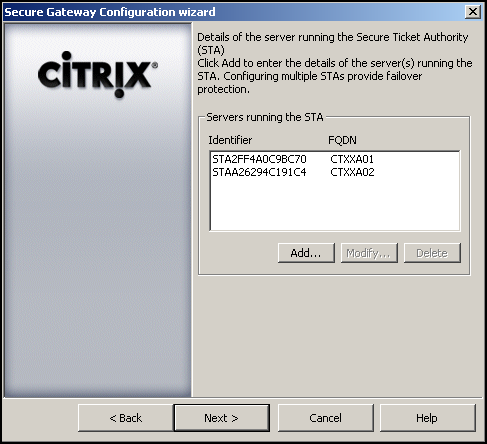 Secure Gateway Configuration wizard
CITRIX®
Details of the server running the Secure Ticket Authority
(STA)
Click Add to enter the details of the server(s) running the
STA. Configuring multiple STAs provide failover
protection.
Servers running the STA
Identifier FQDN
STA2FF4A0C9BC70 CTXXA01
STAA26294C191C4 CTXXA02
Add... Modify... Delete
< Back Next > Cancel Help